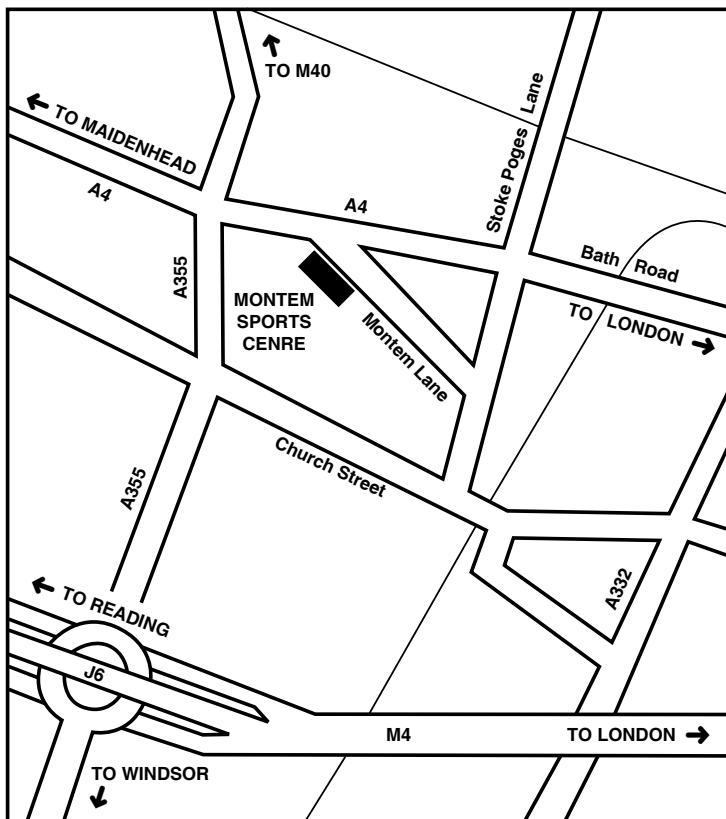 TO M40
TO MAIDENHEAD
Stoke Poges Lane
A4
A4
A355
Bath Road
MONTEM
SPORTS
CENRE
Montem Lane
TO LONDON
Church Street
A355
A332
TO READING
J6
M4
TO LONDON
TO WINDSOR